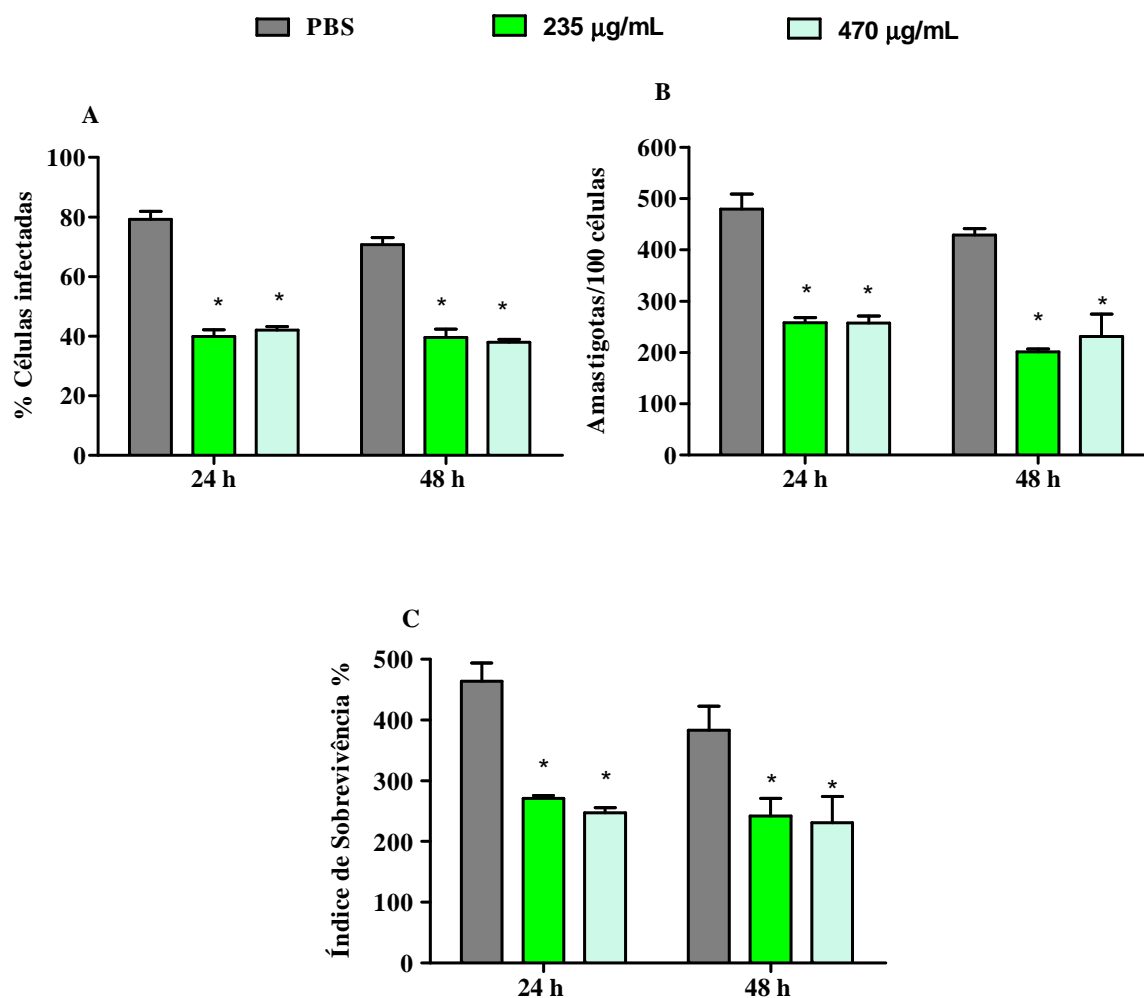 PBS
235 μg/mL
470 μg/mL
A
% Células infectadas
100
80
60
40
20
0
*
*
*
*
24 h
48 h
B
Amastigotas/100 células
600
500
400
300
200
100
0
*
*
*
*
24 h
48 h
C
Índice de Sobrevivência %
500
400
300
200
100
0
*
*
*
*
24 h
48 h